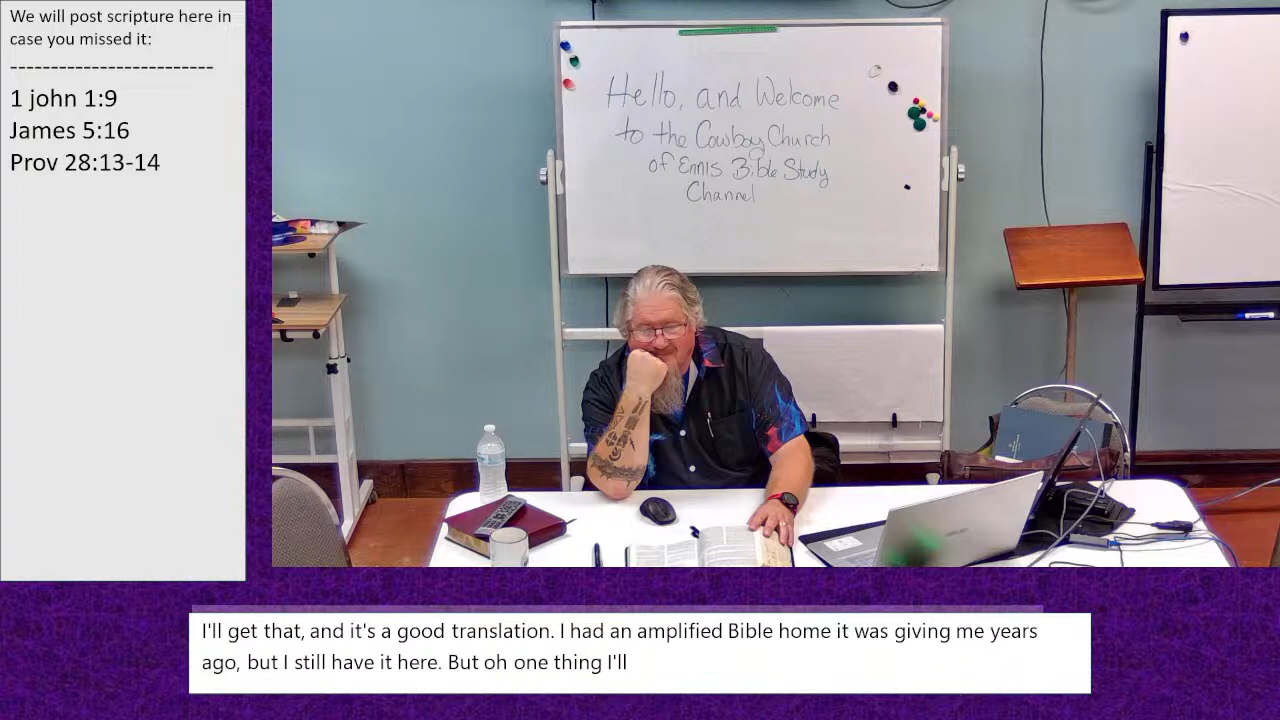 We will post scripture here in
case you missed it:
-------------------------
1 john 1:9
James 5:16
Prov 28:13-14
Hello, and Welcome
to the Cowboy Church
of Ennis Bible Study
Channel
I'll get that, and it's a good translation. I had an amplified Bible home it was giving me years
ago, but I still have it here. But oh one thing I'll